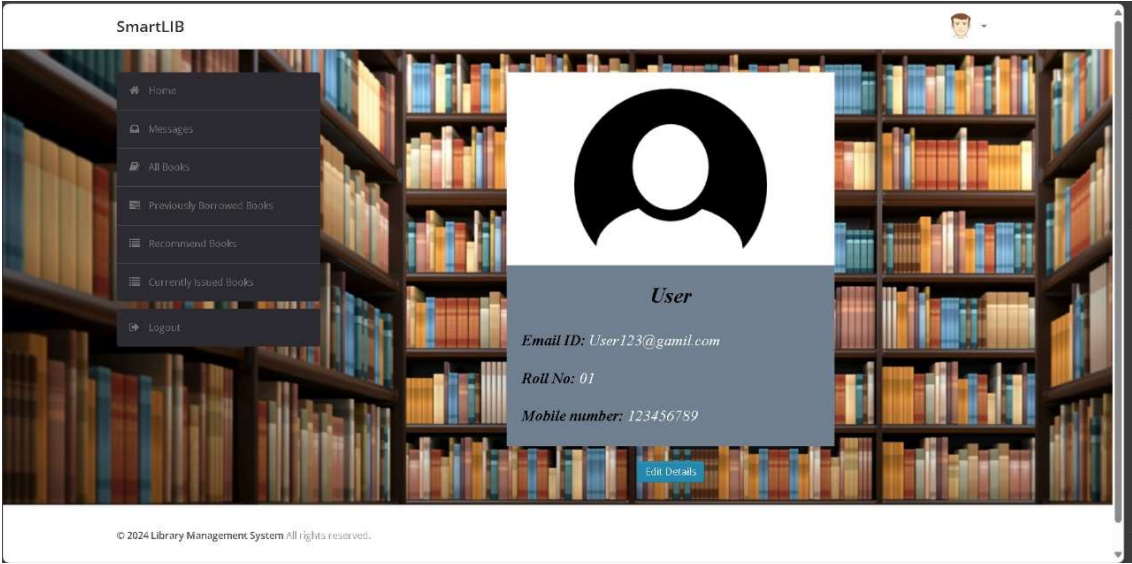 SmartLIB
Home
Messages
All Books
Previously Borrowed Books
Recommend Books
Currently Issued Books
Logout
User
Email ID: User123@gamil.com
Roll No: 01
Mobile number: 123456789
Edit Details
© 2024 Library Management System All rights reserved.